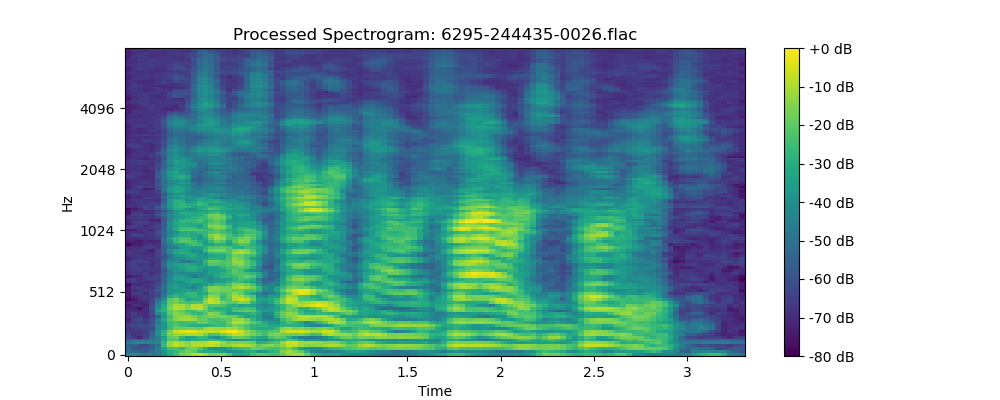 Processed Spectrogram: 6295-244435-0026.flac
Hz
4096
2048
1024
512
0
0
0.5
1
1.5
2
2.5
3
Time
+0 dB
-10 dB
-20 dB
-30 dB
-40 dB
-50 dB
-60 dB
-70 dB
-80 dB